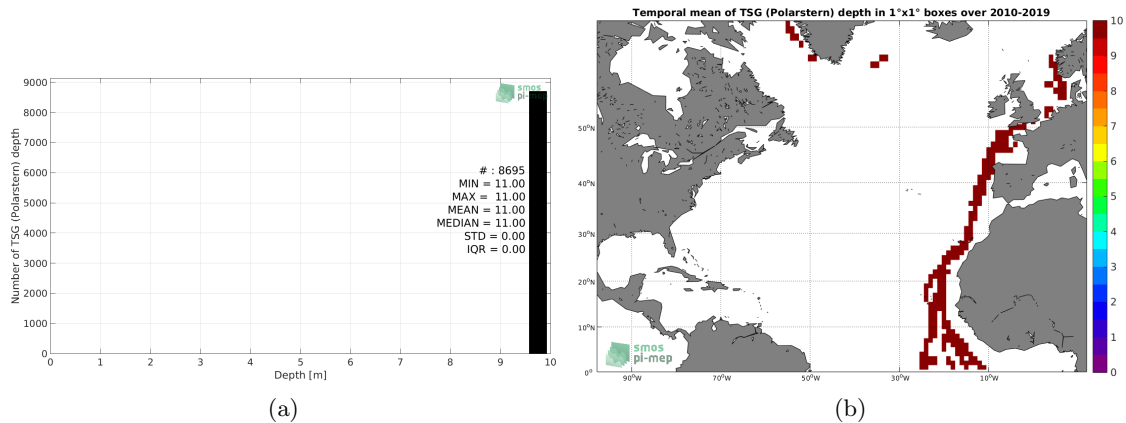 Number of TSG (Polarstern) depth
9000
8000
7000
6000
5000
4000
3000
2000
1000
0
smos
pi-mep
# : 8695
MIN = 11.00
MAX = 11.00
MEAN = 11.00
MEDIAN = 11.00
STD = 0.00
IQR = 0.00
0 1 2 3 4 5 6 7 8 9 10
Depth [m]
(a)
Temporal mean of TSG (Polarstern) depth in 1°x1° boxes over 2010-2019
50°N
40°N
30°N
20°N
10°N
0°
smos
pi-mep
90°W 70°W 50°W 30°W 10°W
10
9
8
7
6
5
4
3
2
1
0
(b)